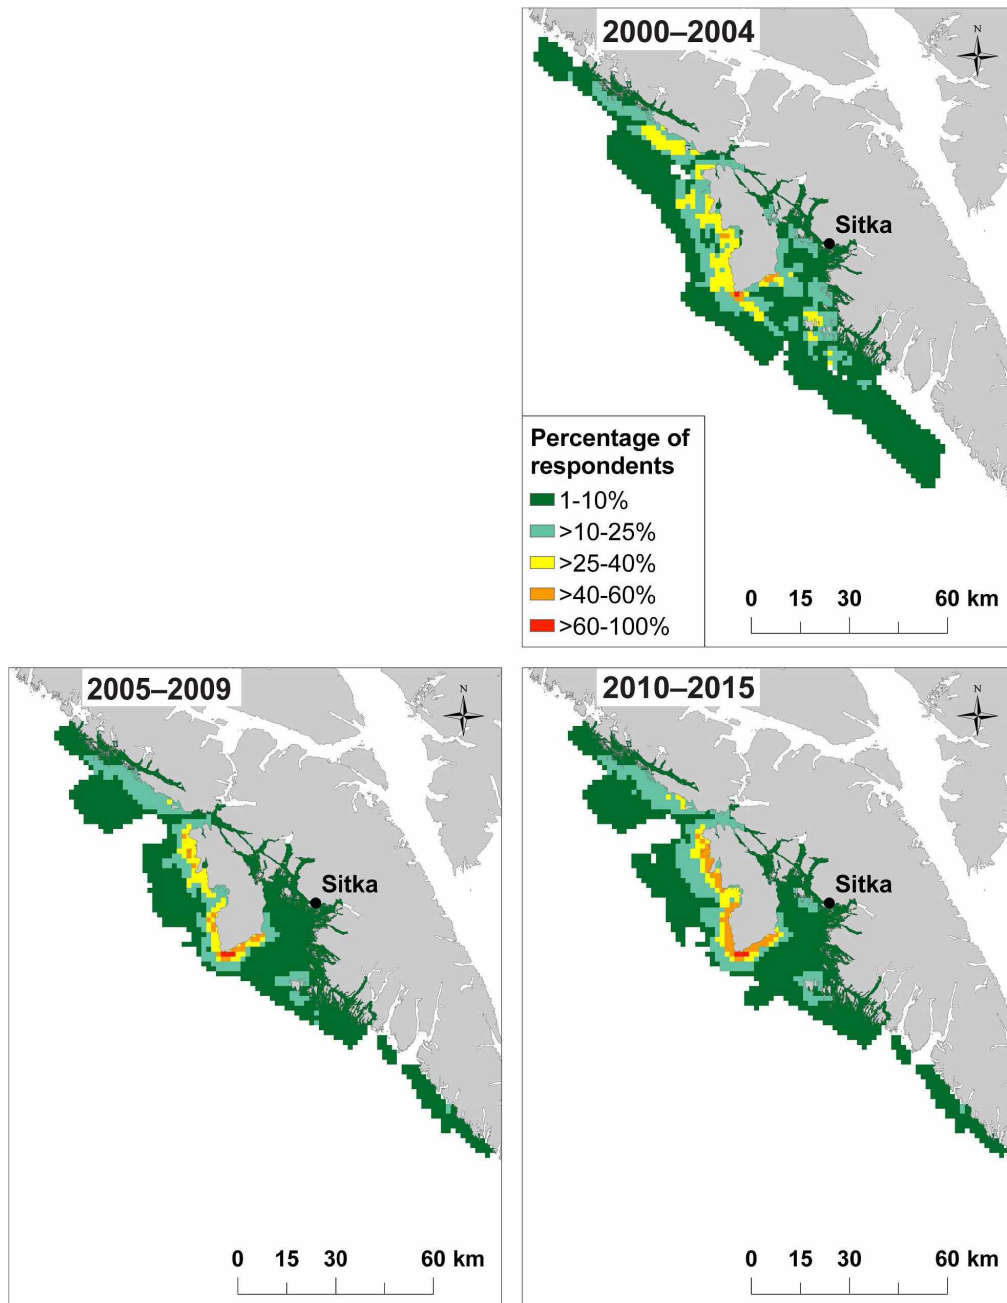 2000–2004
N
Sitka
Percentage of
respondents
1-10%
>10-25%
>25-40%
>40-60%
>60-100%
0 15 30 60 km
2005–2009
N
Sitka
0 15 30 60 km
2010–2015
N
Sitka
0 15 30 60 km